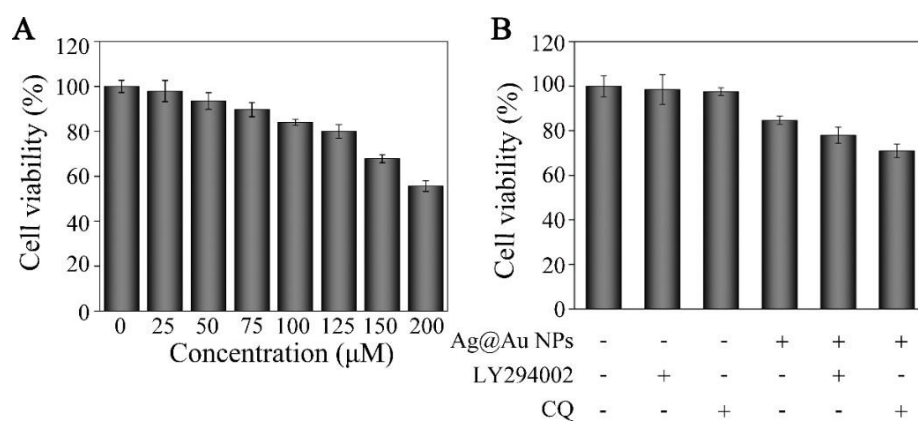 A
120
100
80
60
40
20
0
Cell viability (%)
0 25 50 75 100 125 150 200
Concentration (μM)
B
120
100
80
60
40
20
0
Cell viability (%)
Ag@Au NPs - - - + + +
LY294002 - + - - + -
CQ - - + - - +